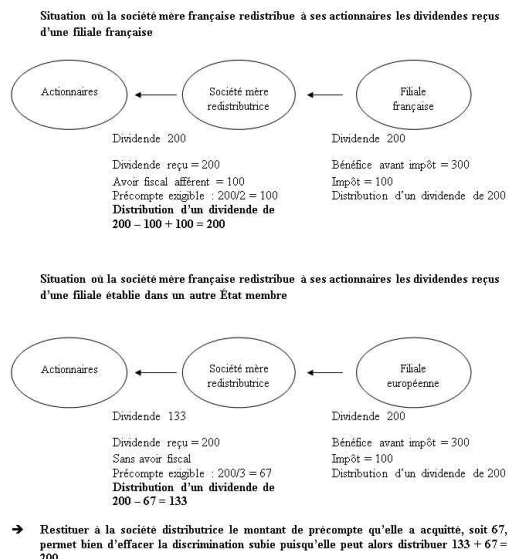 Situation où la société mère française redistribue à ses actionnaires les dividendes reçus
d'une filiale française
Actionnaires
Société mère
redistributrice
Filiale
française
Dividende 200
Dividende 200
Dividende reçu = 200
Avoir fiscal afférent = 100
Précompte exigible : 200/2 = 100
Distribution d'un dividende de
200 – 100 + 100 = 200
Bénéfice avant impôt = 300
Impôt = 100
Distribution d'un dividende de 200
Situation où la société mère française redistribue à ses actionnaires les dividendes reçus
d'une filiale établie dans un autre État membre
Actionnaires
Société mère
redistributrice
Filiale
européenne
Dividende 133
Dividende 200
Dividende reçu = 200
Sans avoir fiscal
Précompte exigible : 200/3 = 67
Distribution d'un dividende de
200 – 67 = 133
Bénéfice avant impôt = 300
Impôt = 100
Distribution d'un dividende de 200
➔ Restituer à la société distributrice le montant de précompte qu'elle a acquitté, soit 67,
permet bien d'effacer la discrimination subie puisqu'elle peut alors distribuer 133 + 67 =
200